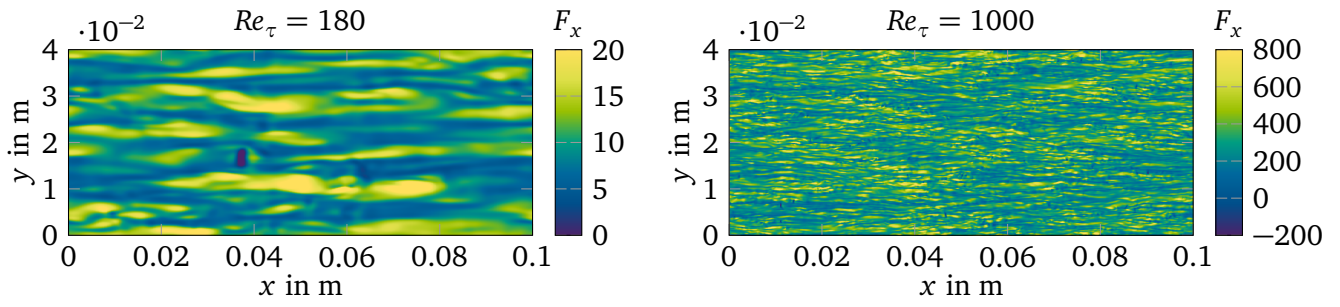 ·10⁻² Re_τ = 180 F_x
4 20
3 15
2 10
1 5
0 0
y in m
0 0.02 0.04 0.06 0.08 0.1
x in m
·10⁻² Re_τ = 1000 F_x
4 800
3 600
400
2 200
1 0
0 −200
y in m
0 0.02 0.04 0.06 0.08 0.1
x in m